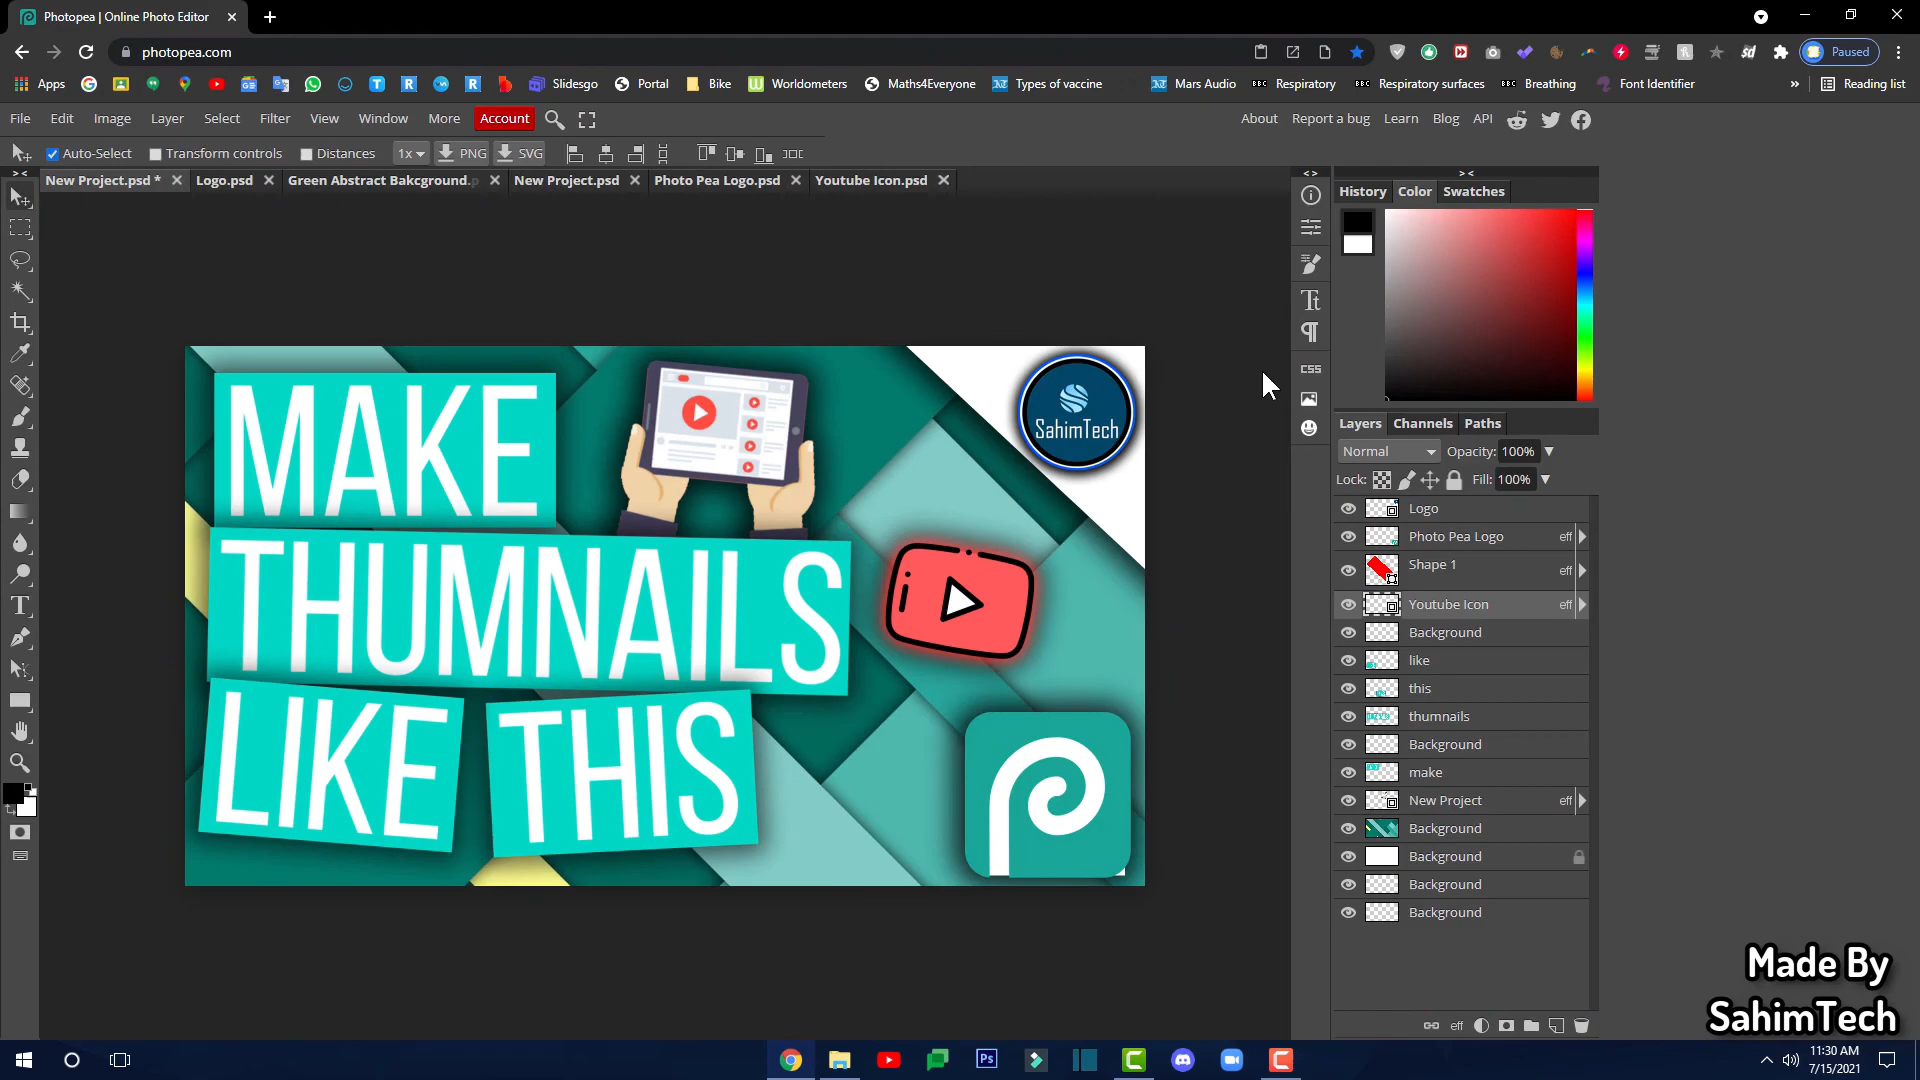 Photopea | Online Photo Editor
photopea.com
Paused
Apps
Slidesgo
Portal
Bike
Worldometers
Maths4Everyone
Types of vaccine
Mars Audio
BBC Respiratory
BBC Respiratory surfaces
BBC Breathing
Font Identifier
»
Reading list
File Edit Image Layer Select Filter View Window More Account
About Report a bug Learn Blog API
Auto-Select Transform controls Distances 1x PNG SVG
New Project.psd * Logo.psd Green Abstract Bakcground.p New Project.psd Photo Pea Logo.psd Youtube Icon.psd
History Color Swatches
CSS
MAKE
THUMNAILS
LIKE THIS
SahimTech
Layers Channels Paths
Normal Opacity: 100%
Lock: Fill: 100%
Logo
Photo Pea Logo eff
Shape 1 eff
Youtube Icon eff
Background
like
this
thumnails
Background
make
New Project eff
Background
Background
Background
Background
eff
Made By
SahimTech
Ps
11:30 AM
7/15/2021